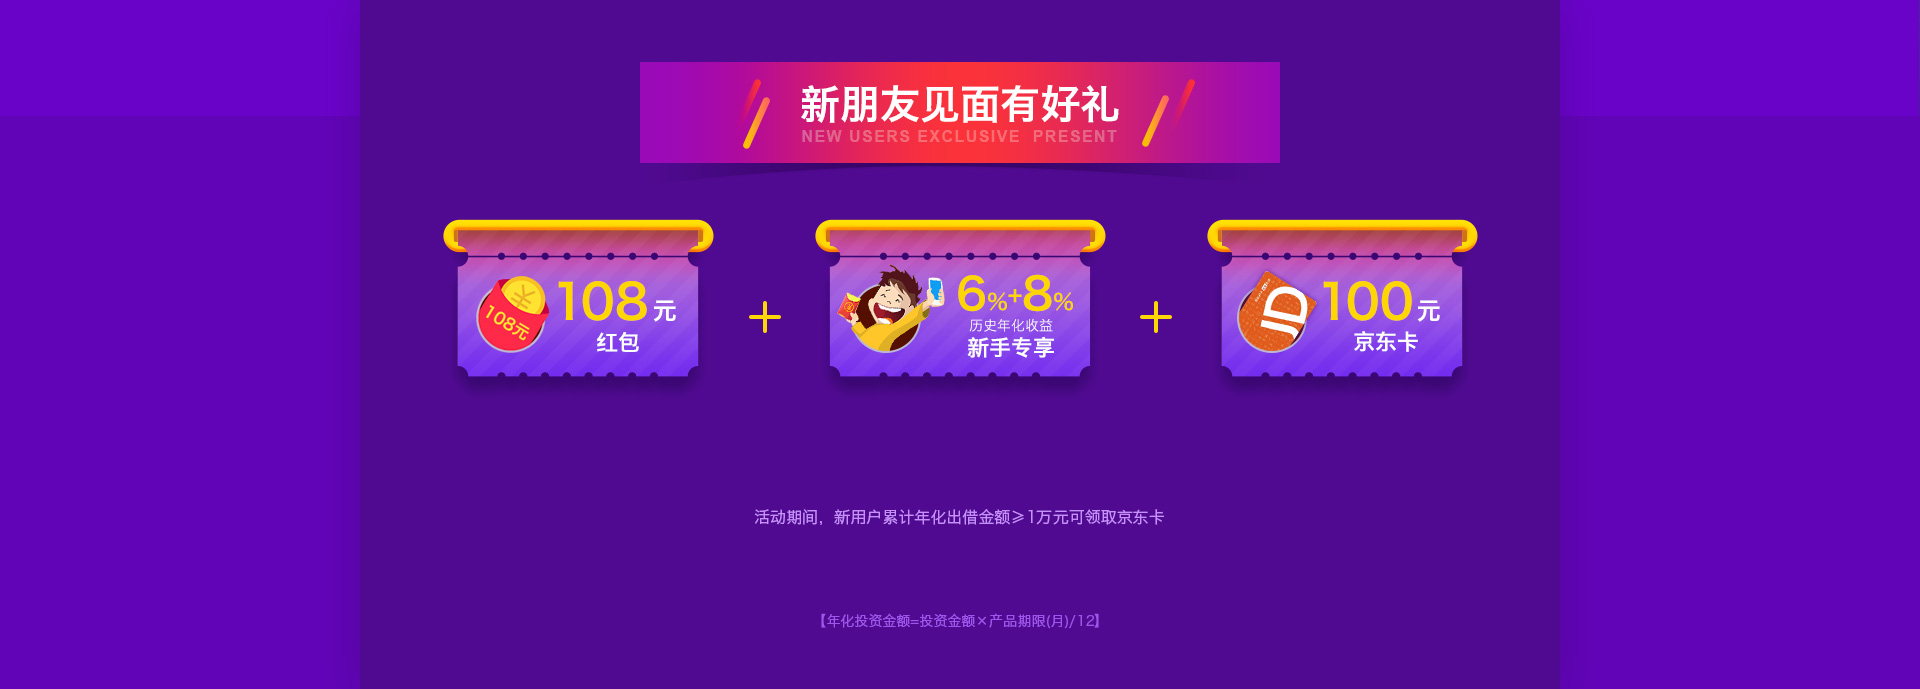 新朋友见面有好礼
NEW USERS EXCLUSIVE PRESENT
108元
108元
红包
6%+8%
历史年化收益
新手专享
JD
100元
京东卡
活动期间，新用户累计年化出借金额≥1万元可领取京东卡
【年化投资金额=投资金额×产品期限(月)/12】